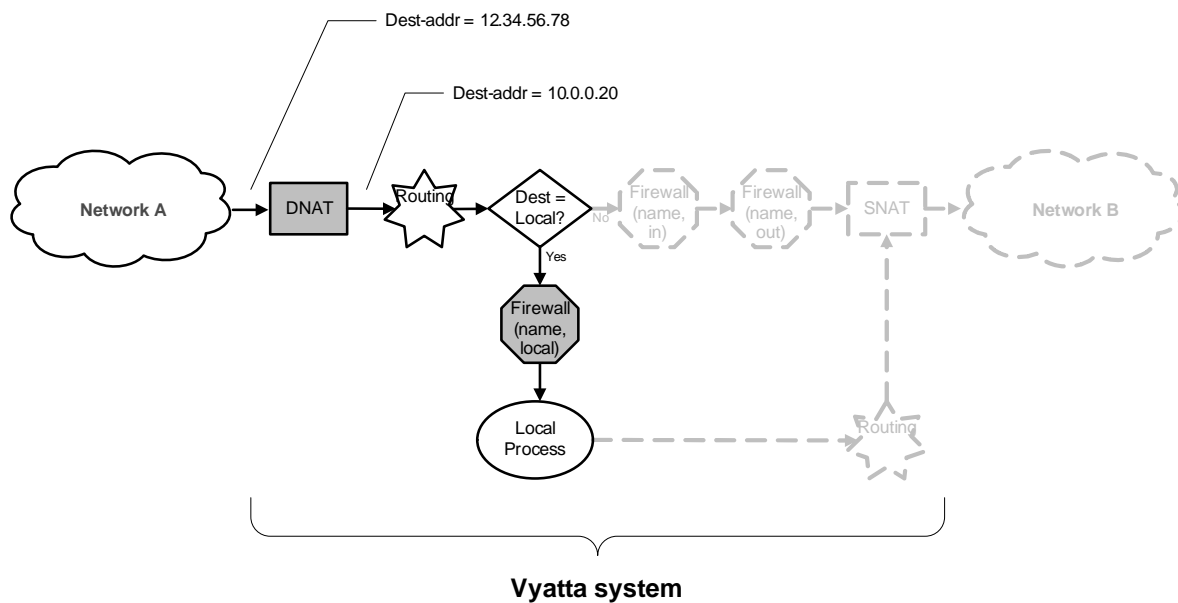 Dest-addr = 12.34.56.78
Dest-addr = 10.0.0.20
Network A
DNAT
Routing
Dest =
Local?
No
Firewall
(name,
in)
Firewall
(name,
out)
SNAT
Network B
Yes
Firewall
(name,
local)
Local
Process
Routing
Vyatta system